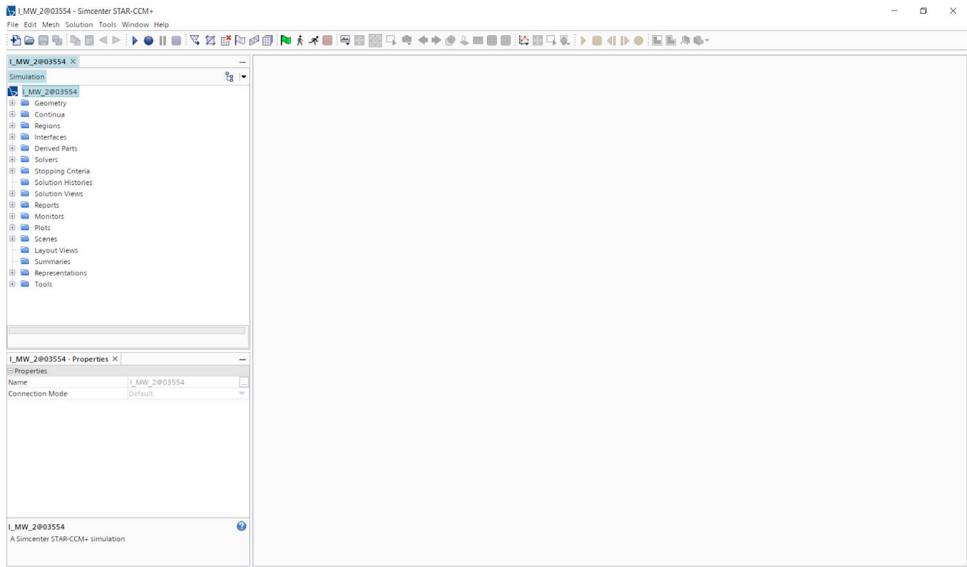 I_MW_2@03554 - Simcenter STAR-CCM+
File Edit Mesh Solution Tools Window Help
I_MW_2@03554
Simulation
I_MW_2@03554
Geometry
Continua
Regions
Interfaces
Derived Parts
Solvers
Stopping Criteria
Solution Histories
Solution Views
Reports
Monitors
Plots
Scenes
Layout Views
Summaries
Representations
Tools
I_MW_2@03554 - Properties
Properties
Name I_MW_2@03554
Connection Mode Default
I_MW_2@03554
A Simcenter STAR-CCM+ simulation